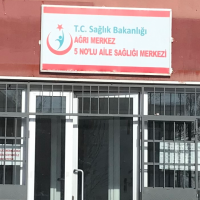 T.C. Sağlık Bakanlığı
AĞRI MERKEZ
5 NO'LU AİLE SAĞLIĞI MERKEZİ